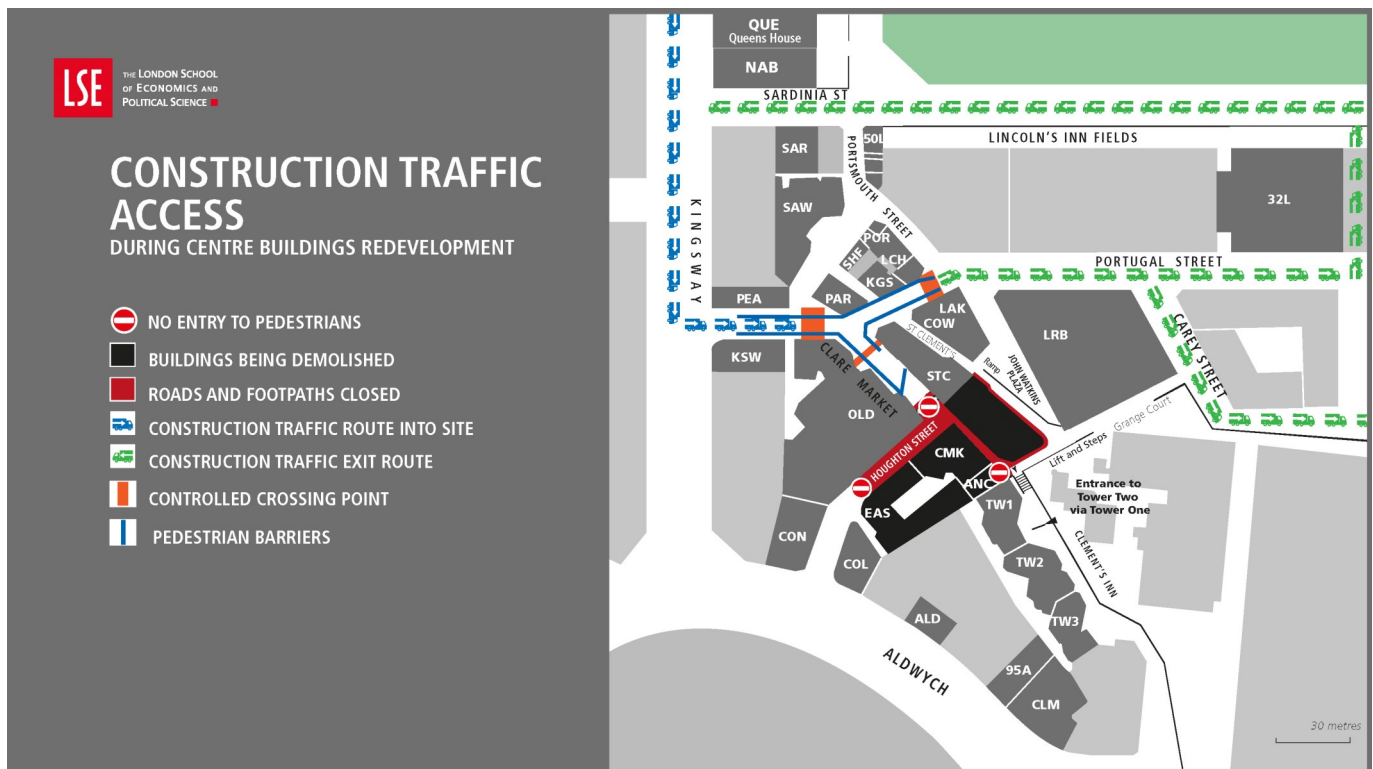 LSE
THE LONDON SCHOOL
OF ECONOMICS AND
POLITICAL SCIENCE
CONSTRUCTION TRAFFIC
ACCESS
DURING CENTRE BUILDINGS REDEVELOPMENT
NO ENTRY TO PEDESTRIANS
BUILDINGS BEING DEMOLISHED
ROADS AND FOOTPATHS CLOSED
CONSTRUCTION TRAFFIC ROUTE INTO SITE
CONSTRUCTION TRAFFIC EXIT ROUTE
CONTROLLED CROSSING POINT
PEDESTRIAN BARRIERS
QUE
Queens House
NAB
SARDINIA ST
LINCOLN'S INN FIELDS
SAR
50L
PORTSMOUTH STREET
SAW
32L
KINGSWAY
POR
SHF
LCH
KGS
PORTUGAL STREET
PEA
PAR
LAK
COW
ST CLEMENT'S
LRB
CAREY STREET
KSW
CLARE MARKET
STC
Ramp
JOHN WATKINS
PLAZA
OLD
HOUGHTON STREET
CMK
Grange Court
Lift and Steps
ANC
Entrance to
Tower Two
via Tower One
EAS
TW1
CON
COL
TW2
CLEMENT'S INN
ALD
TW3
ALDWYCH
95A
CLM
30 metres